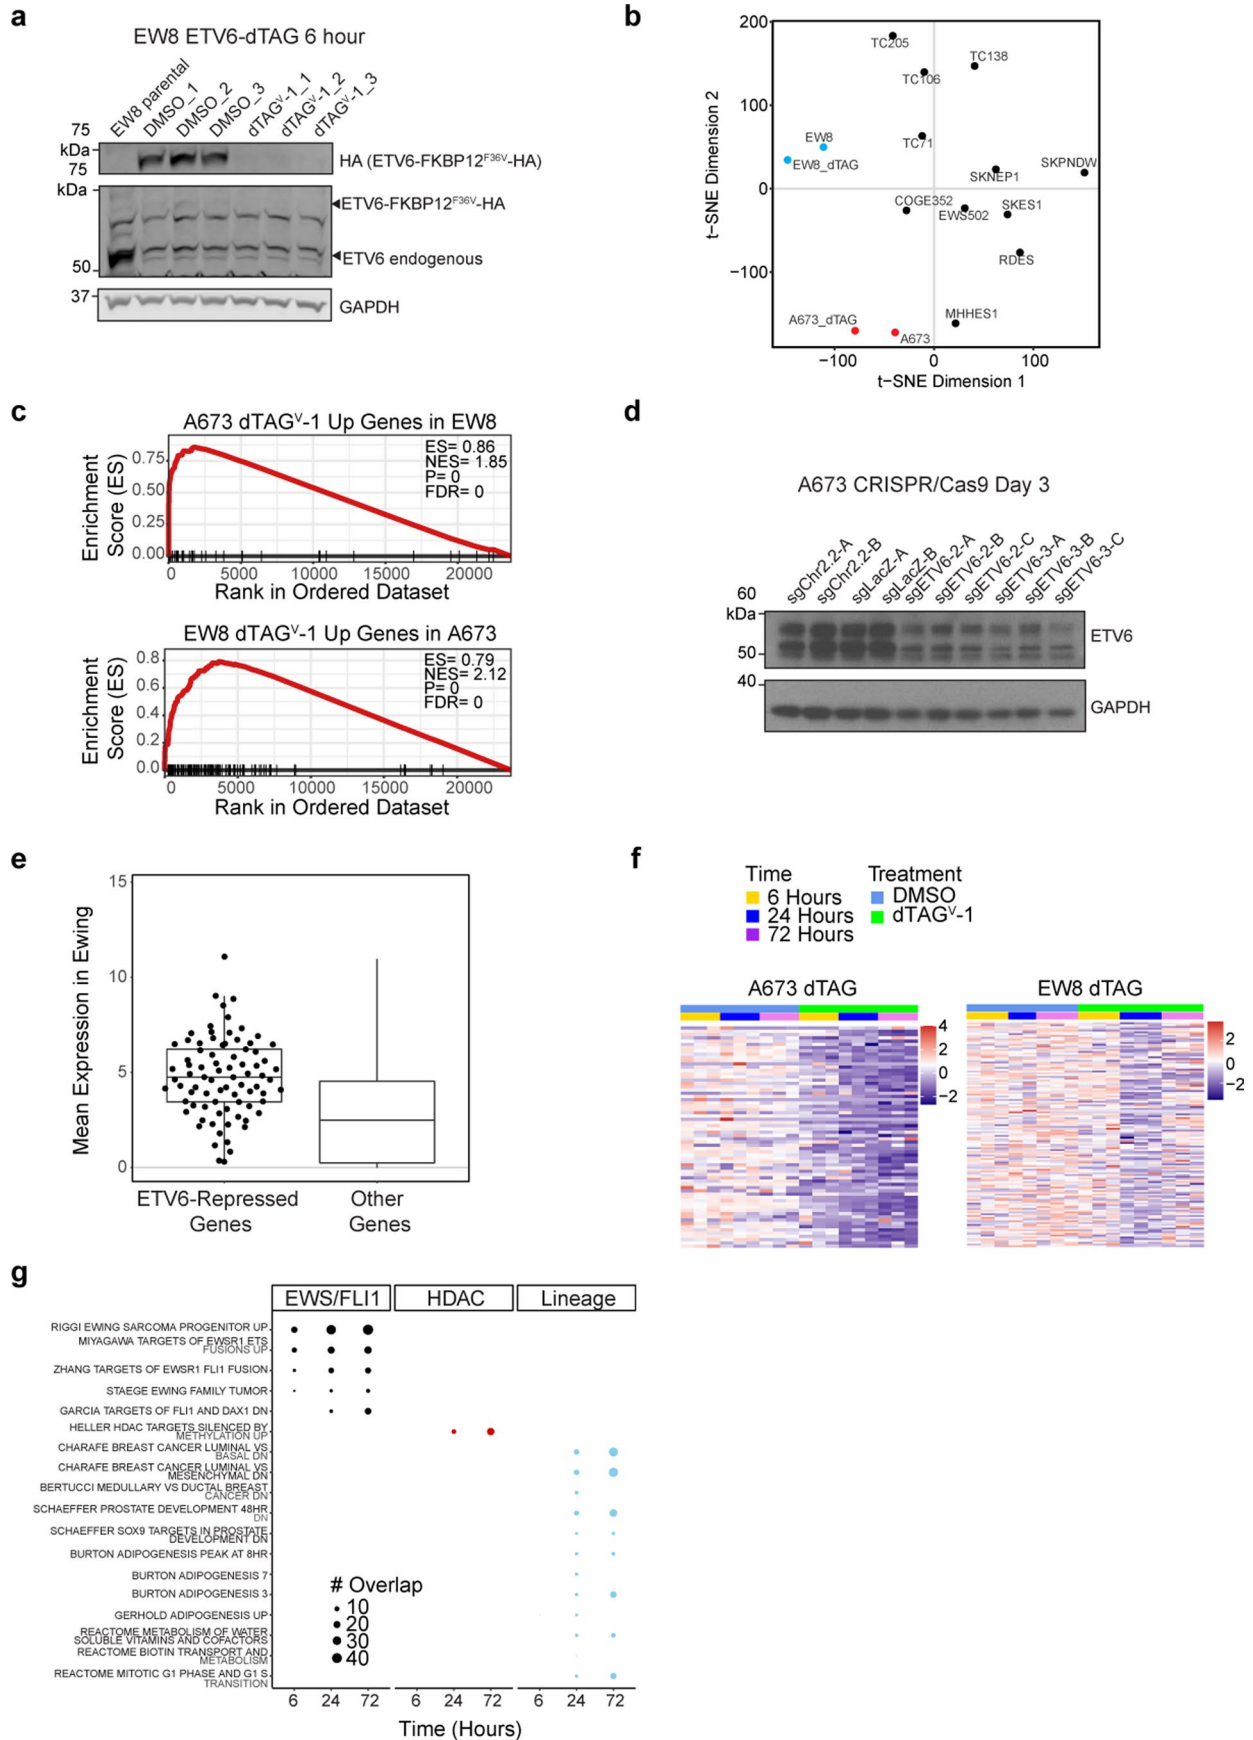 a
EW8 ETV6-dTAG 6 hour
EW8 parental
DMSO_1
DMSO_2
DMSO_3
dTAGV-1_1
dTAGV-1_2
dTAGV-1_3
75
kDa
75
HA (ETV6-FKBP12F36V-HA)
kDa
ETV6-FKBP12F36V-HA
ETV6 endogenous
50
37
GAPDH
b
t−SNE Dimension 2
200
100
0
−100
TC205
TC138
TC106
EW8
TC71
EW8_dTAG
SKNEP1
SKPNDW
COGE352
EWS502
SKES1
RDES
MHHES1
A673_dTAG
A673
−100
0
100
t−SNE Dimension 1
c
A673 dTAGV-1 Up Genes in EW8
Enrichment
Score (ES)
0.75
0.50
0.25
0.00
ES= 0.86
NES= 1.85
P= 0
FDR= 0
0 5000 10000 15000 20000
Rank in Ordered Dataset
EW8 dTAGV-1 Up Genes in A673
Enrichment
Score (ES)
0.8
0.6
0.4
0.2
0.0
ES= 0.79
NES= 2.12
P= 0
FDR= 0
0 5000 10000 15000 20000
Rank in Ordered Dataset
d
A673 CRISPR/Cas9 Day 3
sgChr2.2-A
sgChr2.2-B
sgLacZ-A
sgLacZ-B
sgETV6-2-A
sgETV6-2-B
sgETV6-2-C
sgETV6-3-A
sgETV6-3-B
sgETV6-3-C
60
kDa
50
ETV6
40
GAPDH
e
Mean Expression in Ewing
15
10
5
0
ETV6-Repressed
Genes
Other
Genes
f
Time
6 Hours
24 Hours
72 Hours
Treatment
DMSO
dTAGV-1
A673 dTAG
4
2
0
−2
EW8 dTAG
2
0
−2
g
EWS/FLI1 HDAC Lineage
RIGGI EWING SARCOMA PROGENITOR UP
MIYAGAWA TARGETS OF EWSR1 ETS
FUSIONS UP
ZHANG TARGETS OF EWSR1 FLI1 FUSION
STAEGE EWING FAMILY TUMOR
GARCIA TARGETS OF FLI1 AND DAX1 DN
HELLER HDAC TARGETS SILENCED BY
METHYLATION UP
CHARAFE BREAST CANCER LUMINAL VS
BASAL DN
CHARAFE BREAST CANCER LUMINAL VS
MESENCHYMAL DN
BERTUCCI MEDULLARY VS DUCTAL BREAST
CANCER DN
SCHAEFFER PROSTATE DEVELOPMENT 48HR
DN
SCHAEFFER SOX9 TARGETS IN PROSTATE
DEVELOPMENT DN
BURTON ADIPOGENESIS PEAK AT 8HR
BURTON ADIPOGENESIS 7
BURTON ADIPOGENESIS 3
GERHOLD ADIPOGENESIS UP
REACTOME METABOLISM OF WATER
SOLUBLE VITAMINS AND COFACTORS
REACTOME BIOTIN TRANSPORT AND
METABOLISM
REACTOME MITOTIC G1 PHASE AND G1 S
TRANSITION
# Overlap
10
20
30
40
6 24 72 6 24 72 6 24 72
Time (Hours)